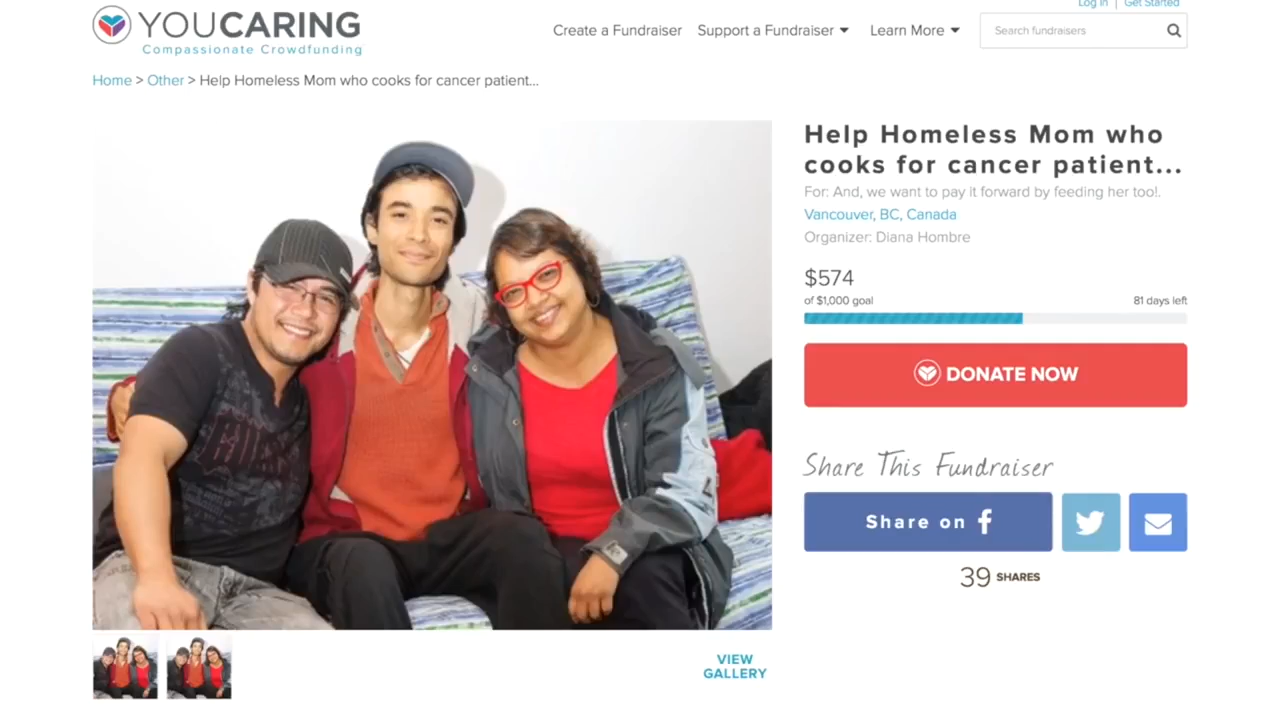 YOUCARING
Compassionate Crowdfunding
Log In | Get Started
Create a Fundraiser Support a Fundraiser Learn More Search fundraisers
Home > Other > Help Homeless Mom who cooks for cancer patient...
Help Homeless Mom who
cooks for cancer patient...
For: And, we want to pay it forward by feeding her too!.
Vancouver, BC, Canada
Organizer: Diana Hombre
$574
of $1,000 goal 81 days left
DONATE NOW
Share This Fundraiser
Share on f
39 SHARES
VIEW
GALLERY